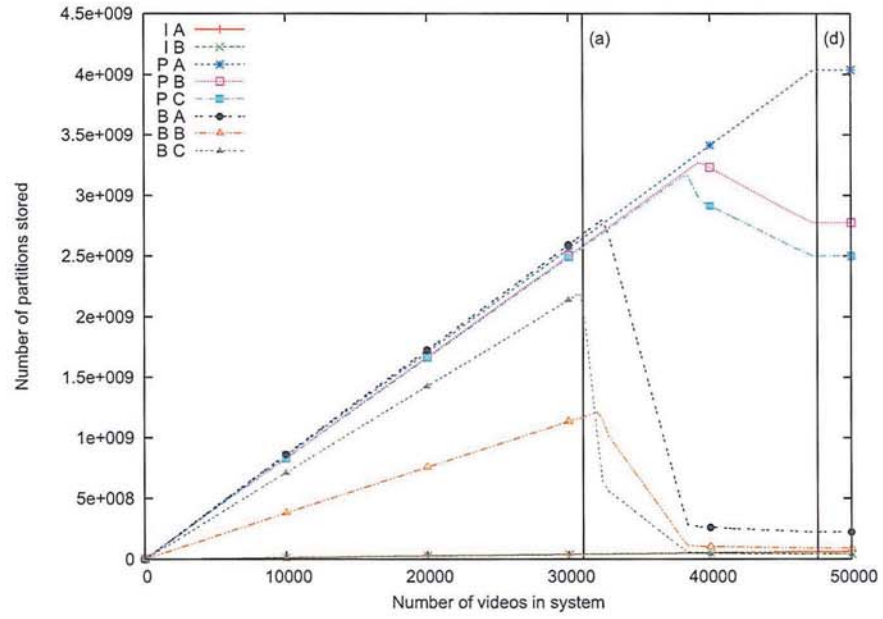 4.5e+009
4e+009
3.5e+009
3e+009
2.5e+009
2e+009
1.5e+009
1e+009
5e+008
0
Number of partitions stored
I A
I B
P A
P B
P C
B A
B B
B C
(a)
(d)
0
10000
20000
30000
40000
50000
Number of videos in system